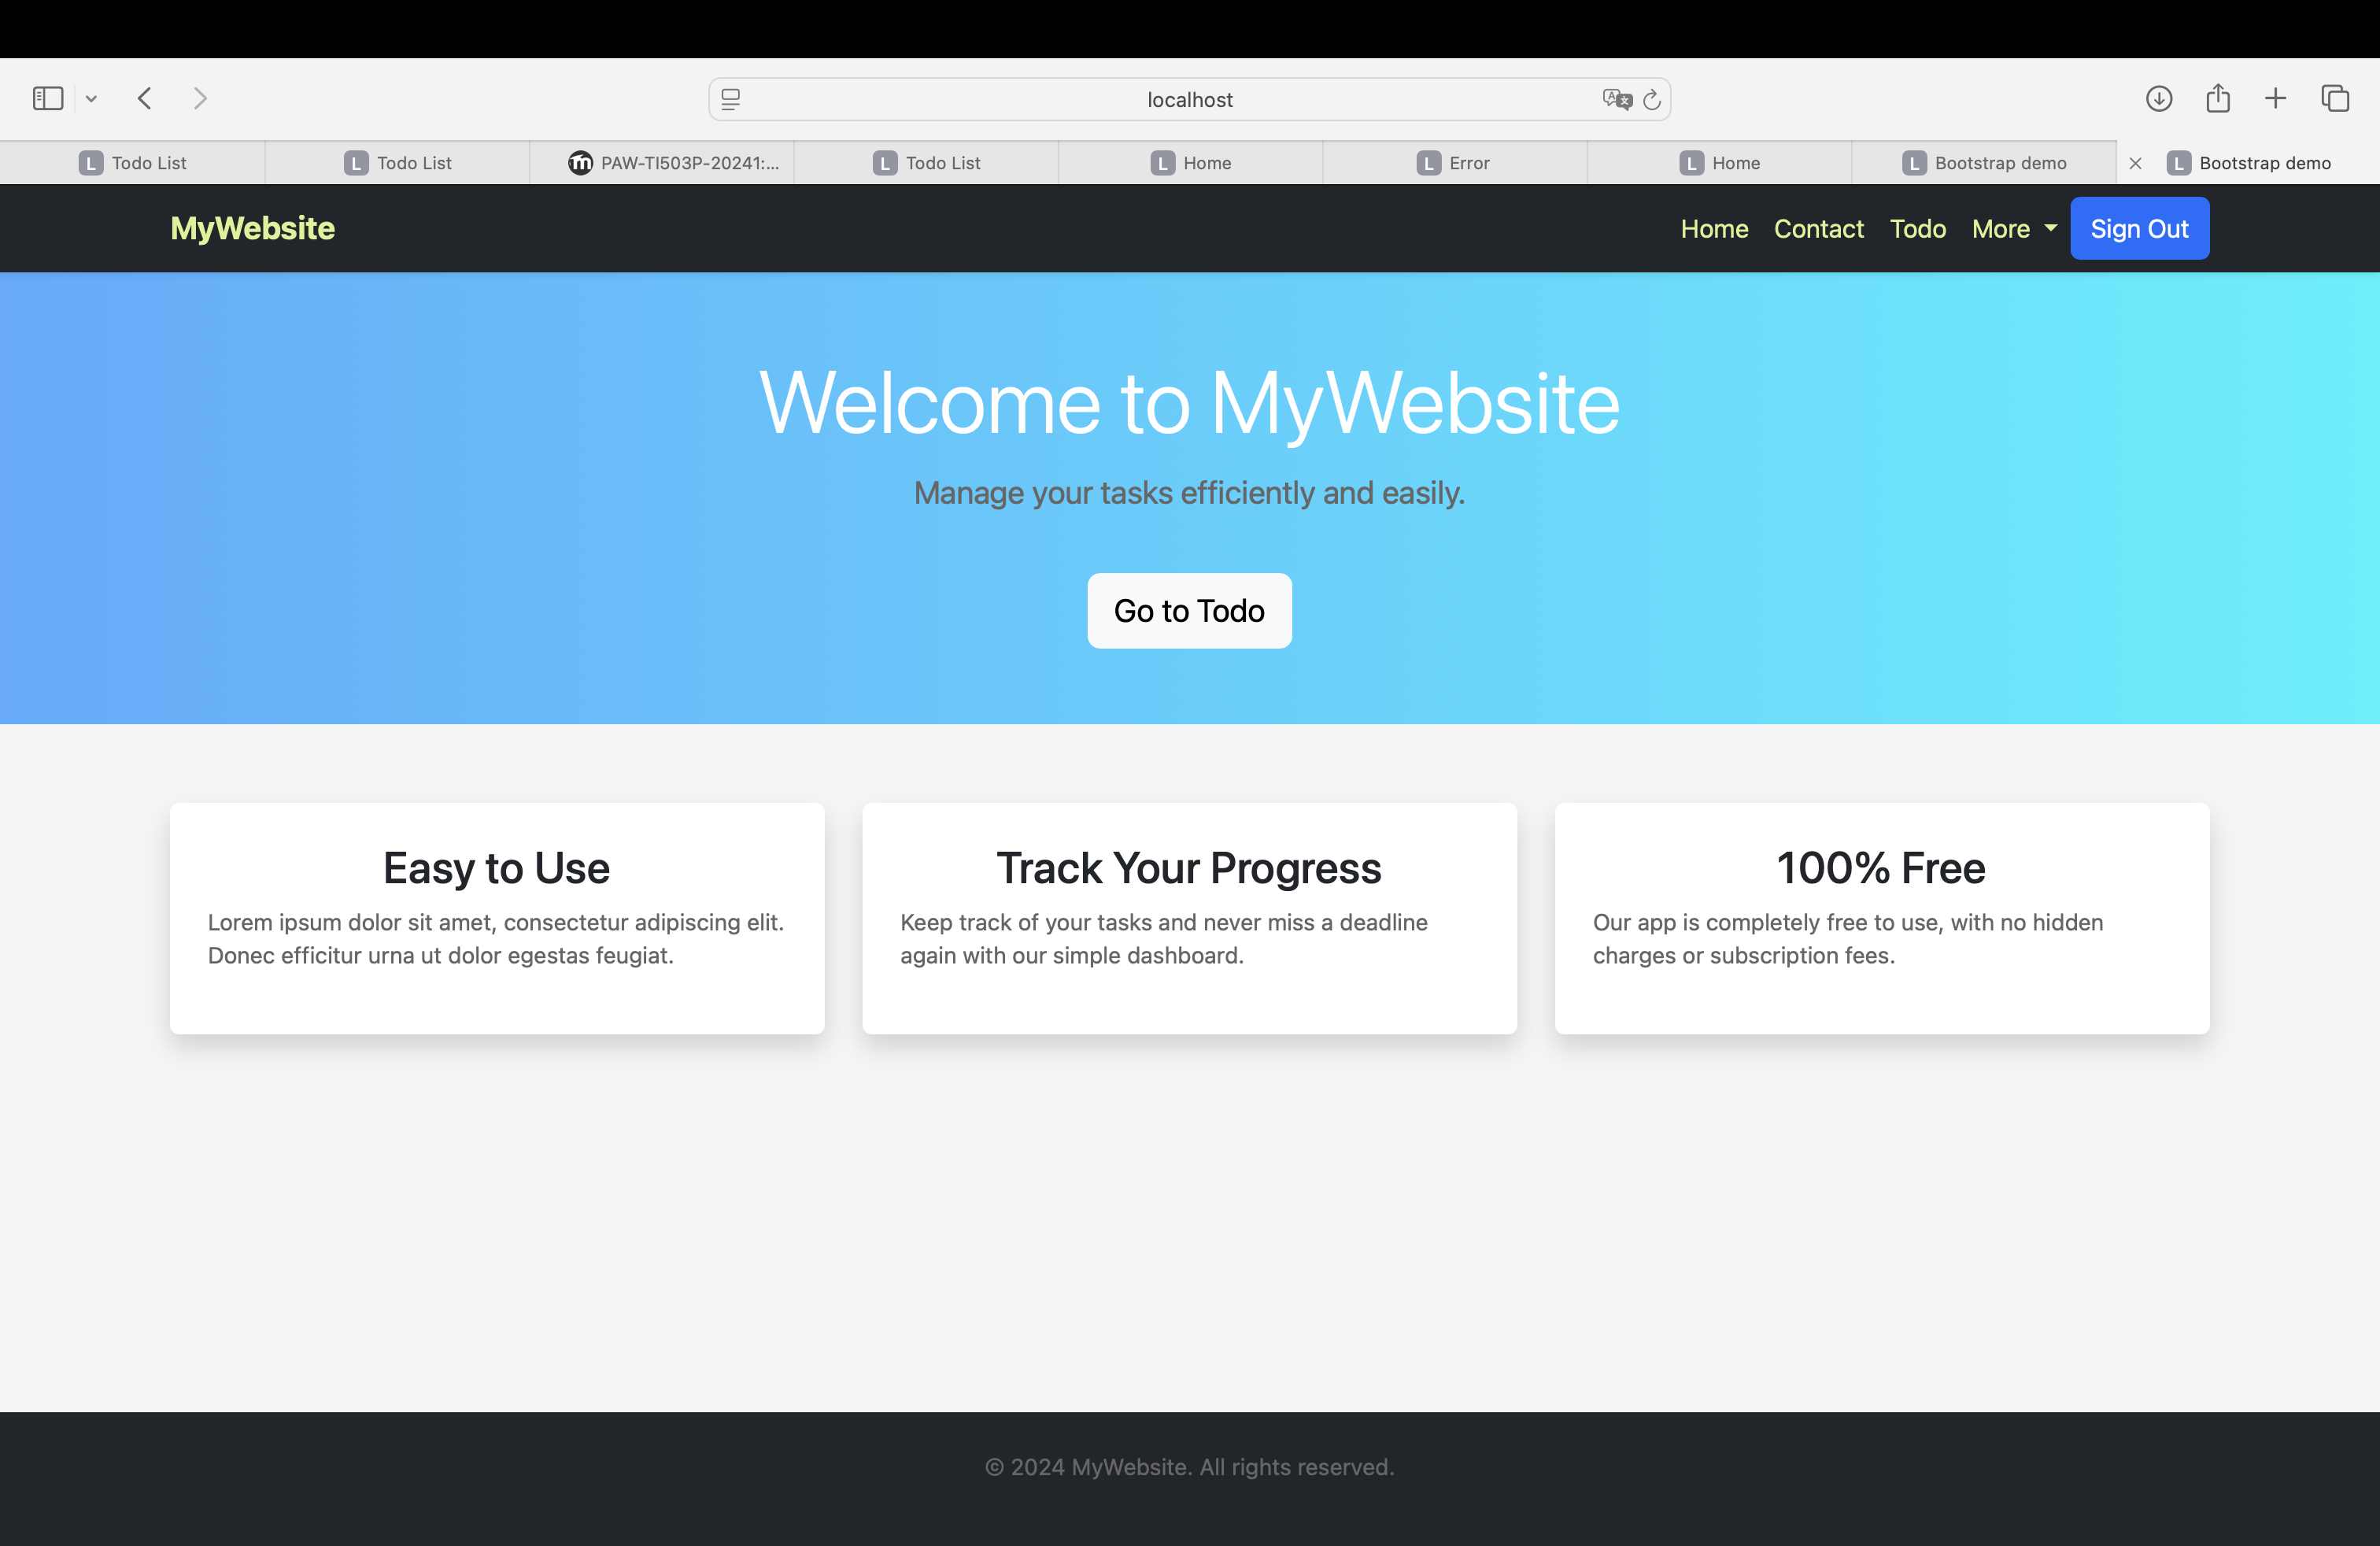 localhost
Todo List
Todo List
PAW-TI503P-20241:...
Todo List
Home
Error
Home
Bootstrap demo
Bootstrap demo
MyWebsite
Home Contact Todo More Sign Out
Welcome to MyWebsite
Manage your tasks efficiently and easily.
Go to Todo
Easy to Use
Lorem ipsum dolor sit amet, consectetur adipiscing elit.
Donec efficitur urna ut dolor egestas feugiat.
Track Your Progress
Keep track of your tasks and never miss a deadline
again with our simple dashboard.
100% Free
Our app is completely free to use, with no hidden
charges or subscription fees.
© 2024 MyWebsite. All rights reserved.